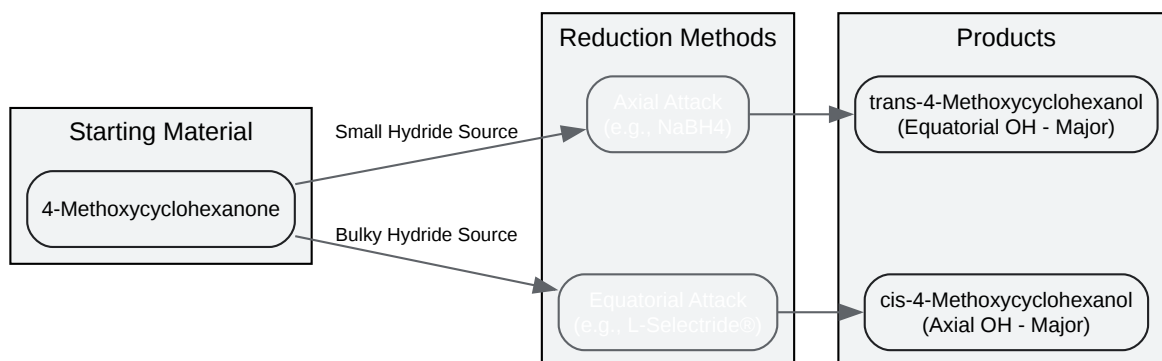 Starting Material
4-Methoxycyclohexanone
Small Hydride Source
Bulky Hydride Source
Reduction Methods
Axial Attack
(e.g., NaBH4)
Equatorial Attack
(e.g., L-Selectride®)
Products
trans-4-Methoxycyclohexanol
(Equatorial OH - Major)
cis-4-Methoxycyclohexanol
(Axial OH - Major)